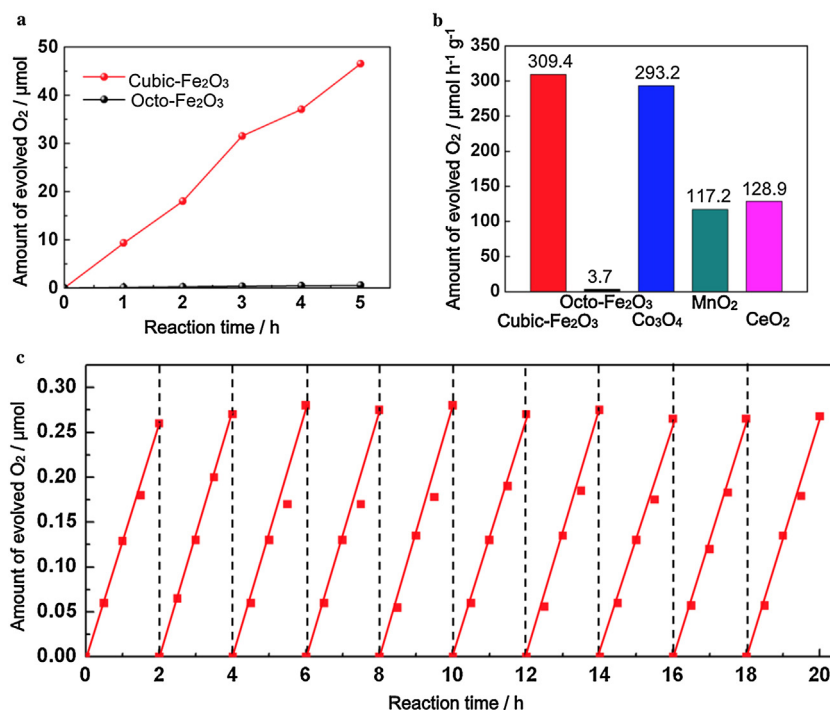 a
Amount of evolved O₂ / μmol
50
40
30
20
10
0
Cubic-Fe₂O₃
Octo-Fe₂O₃
0 1 2 3 4 5
Reaction time / h
b
Amount of evolved O₂ / μmol h⁻¹ g⁻¹
350
300
250
200
150
100
50
0
309.4
3.7
293.2
117.2
128.9
Octo-Fe₂O₃ MnO₂
Cubic-Fe₂O₃ Co₃O₄ CeO₂
c
Amount of evolved O₂ / μmol
0.30
0.25
0.20
0.15
0.10
0.05
0.00
0 2 4 6 8 10 12 14 16 18 20
Reaction time / h